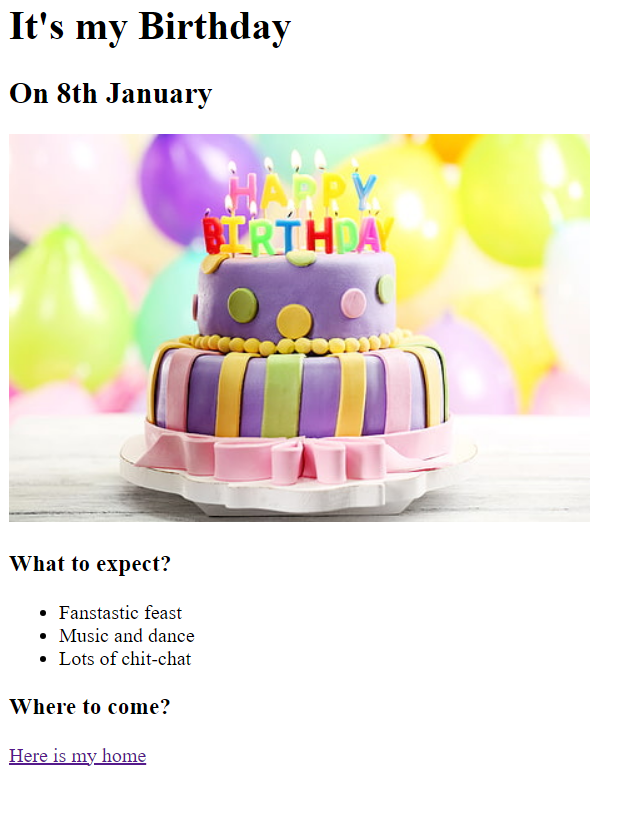 It's my Birthday
On 8th January
HAPPY
BIRTHDAY
What to expect?
Fanstastic feast
Music and dance
Lots of chit-chat
Where to come?
Here is my home